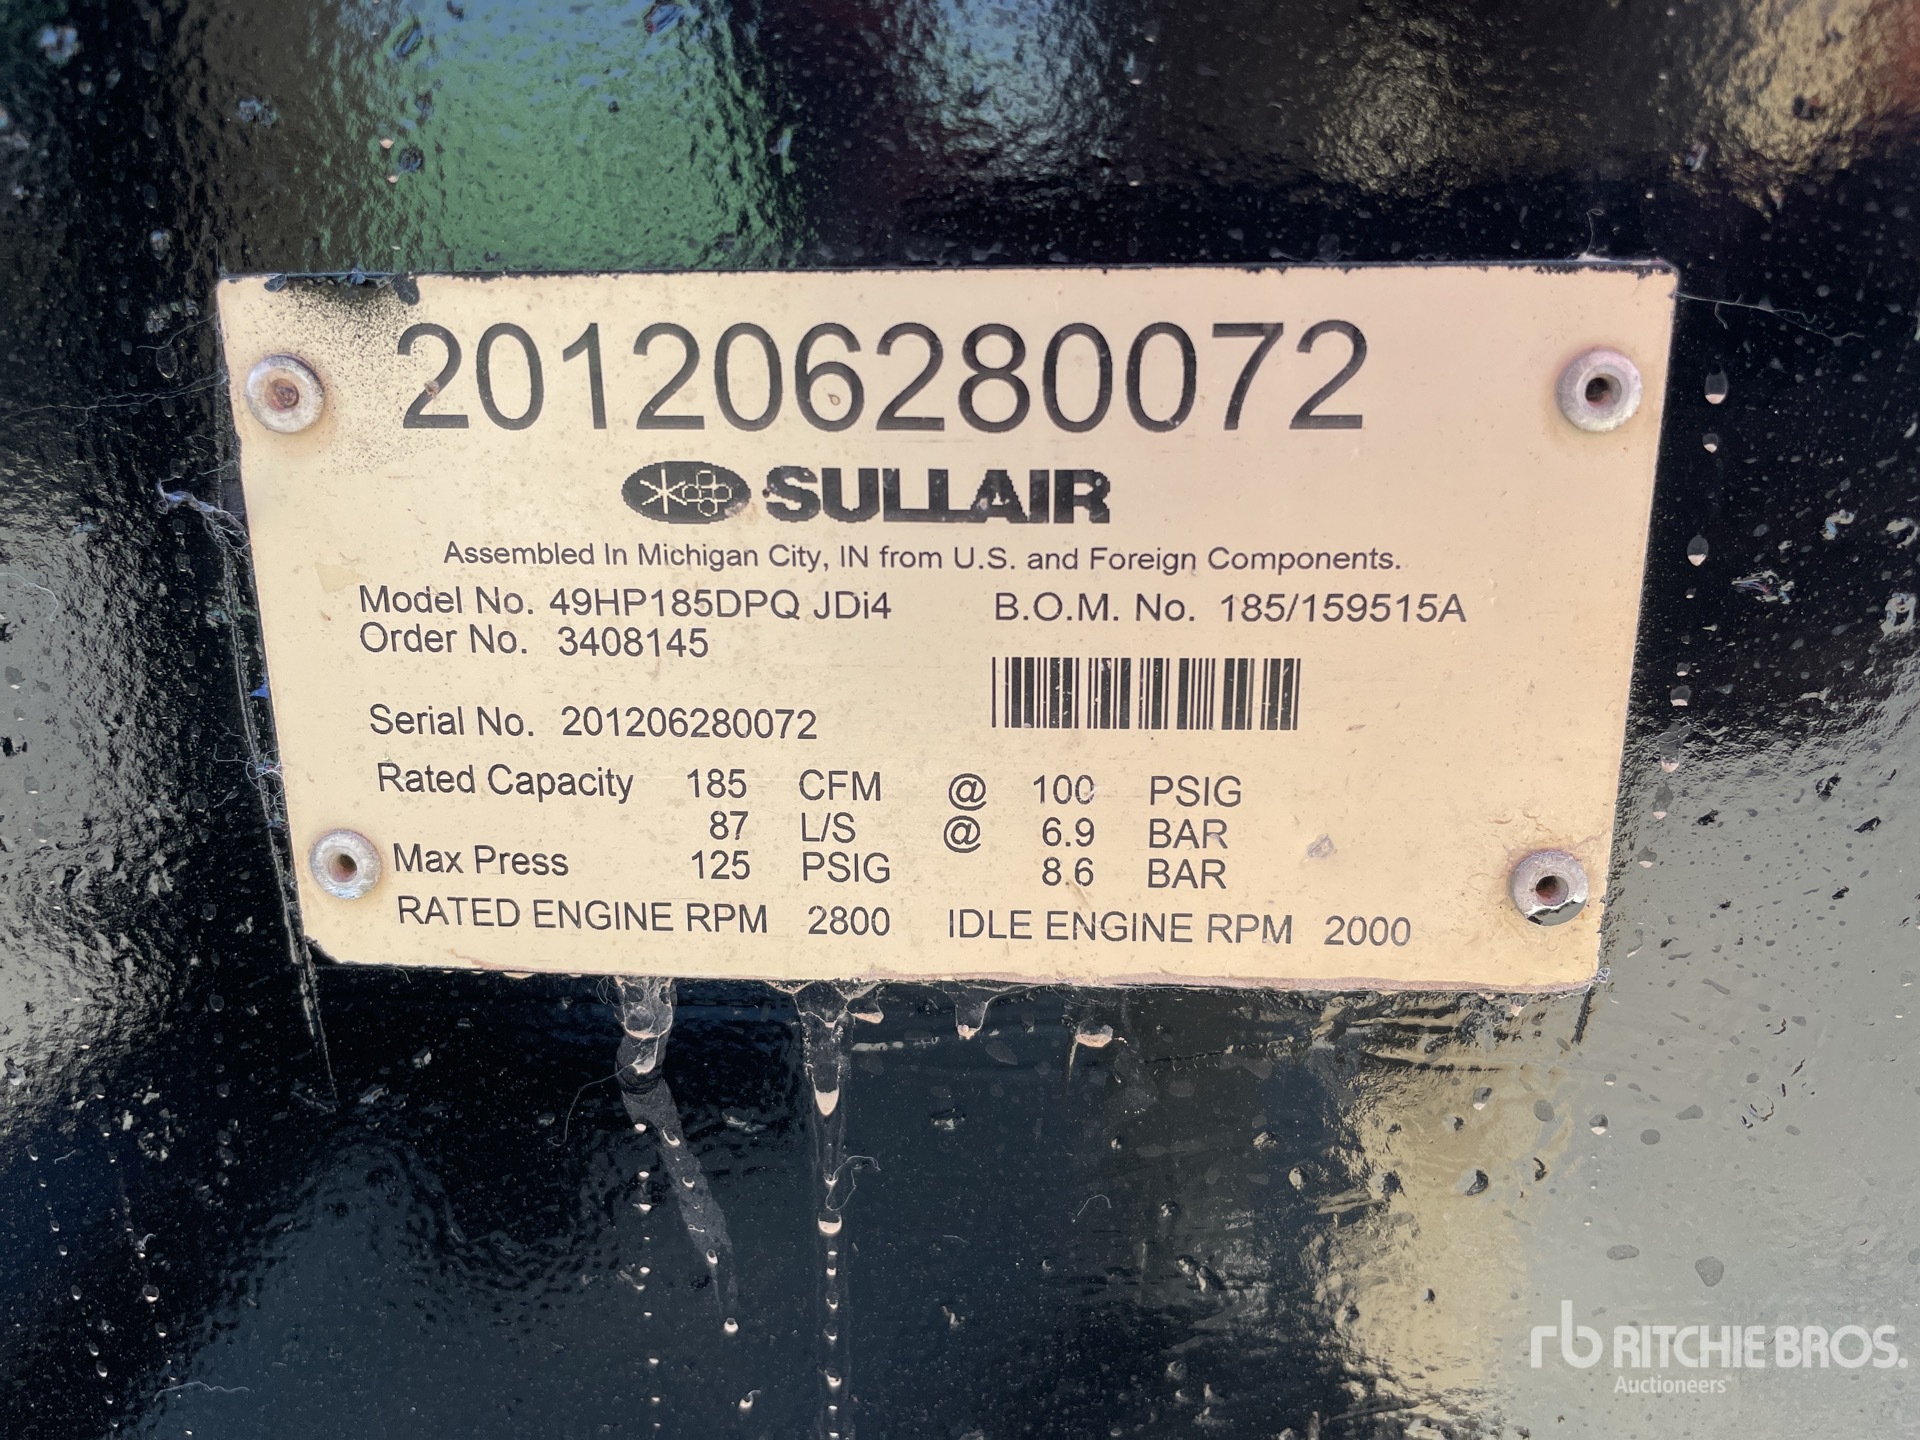 201206280072
SULLAIR
Assembled In Michigan City, IN from U.S. and Foreign Components.
Model No. 49HP185DPQ JDi4 B.O.M. No. 185/159515A
Order No. 3408145
Serial No. 201206280072
Rated Capacity 185 CFM @ 100 PSIG
87 L/S @ 6.9 BAR
Max Press 125 PSIG 8.6 BAR
RATED ENGINE RPM 2800 IDLE ENGINE RPM 2000
rb RITCHIE BROS.
Auctioneers